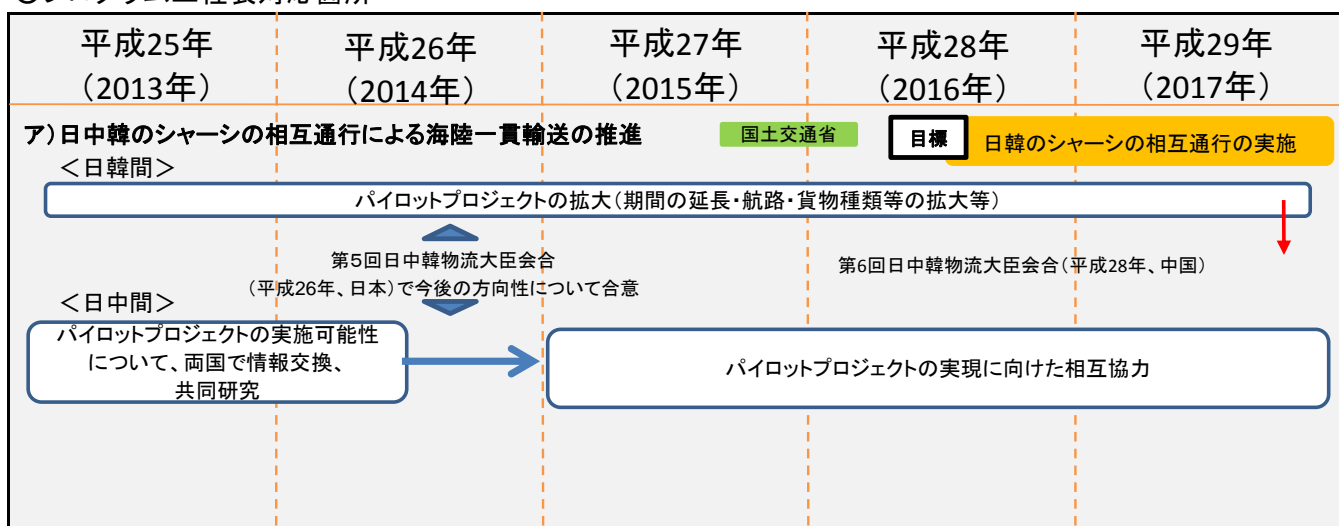 平成25年
(2013年)
平成26年
(2014年)
平成27年
(2015年)
平成28年
(2016年)
平成29年
(2017年)
ア)日中韓のシャーシの相互通行による海陸一貫輸送の推進
国土交通省
目標
日韓のシャーシの相互通行の実施
<日韓間>
パイロットプロジェクトの拡大(期間の延長・航路・貨物種類等の拡大等)
第5回日中韓物流大臣会合
(平成26年、日本)で今後の方向性について合意
第6回日中韓物流大臣会合(平成28年、中国)
<日中間>
パイロットプロジェクトの実施可能性
について、両国で情報交換、
共同研究
パイロットプロジェクトの実現に向けた相互協力